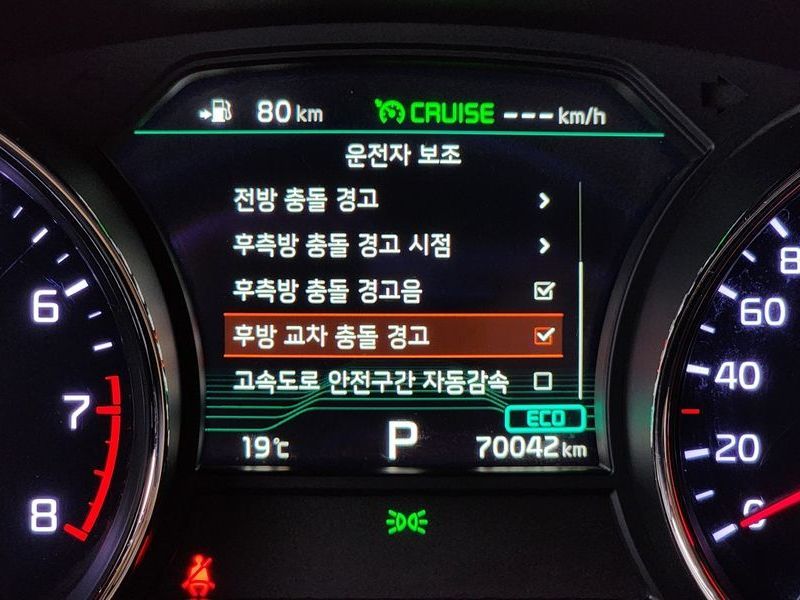 80 km CRUISE ---km/h
운전자 보조
전방 충돌 경고
후측방 충돌 경고 시점
후측방 충돌 경고음
후방 교차 충돌 경고
고속도로 안전구간 자동감속
ECO
19℃ P 70042 km
6
7
8
8
60
40
20
0